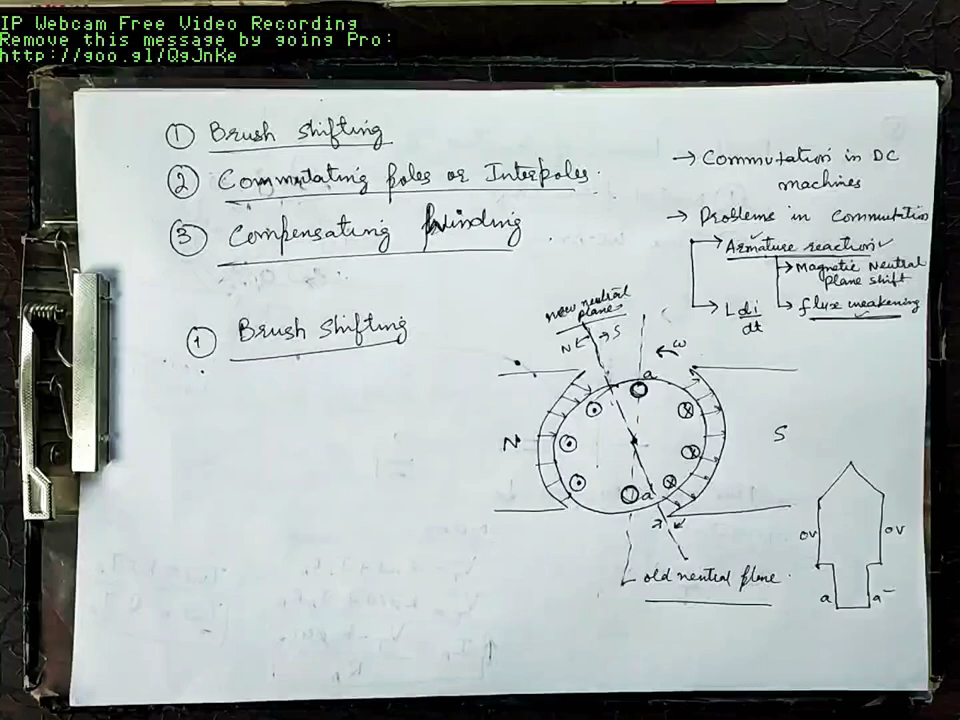 IP Webcam Free Video Recording
Remove this message by going Pro:
http://goo.gl/QgJnKe
① Brush shifting
② Commutating poles or Interpoles.
③ Compensating Winding
→ Commutation in DC
machines
→ Problems in Commutation
→ Armature reaction
→ Magnetic Neutral
Plane shift
→ flux weakening
→ L di/dt
① Brush shifting
new neutral
plane
N S
ω
a
N
S
a
old neutral plane
0V 0V
a a-